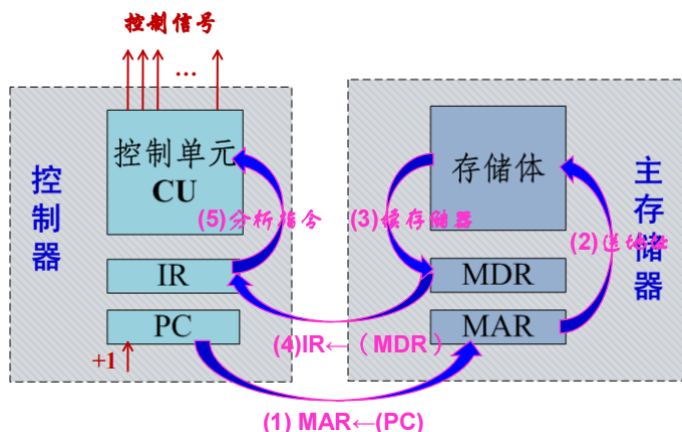 控制信号
...
控制器
控制单元
CU
IR
PC
+1
(5)分析指令
(3)读存储器
(2)送地址
(4)IR←（MDR）
(1) MAR←(PC)
存储体
MDR
MAR
主存储器